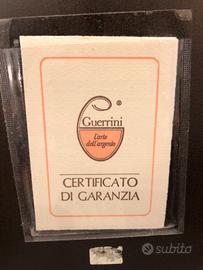 ®
Guerrini
l'arte
dell'argento
CERTIFICATO
DI GARANZIA
subito